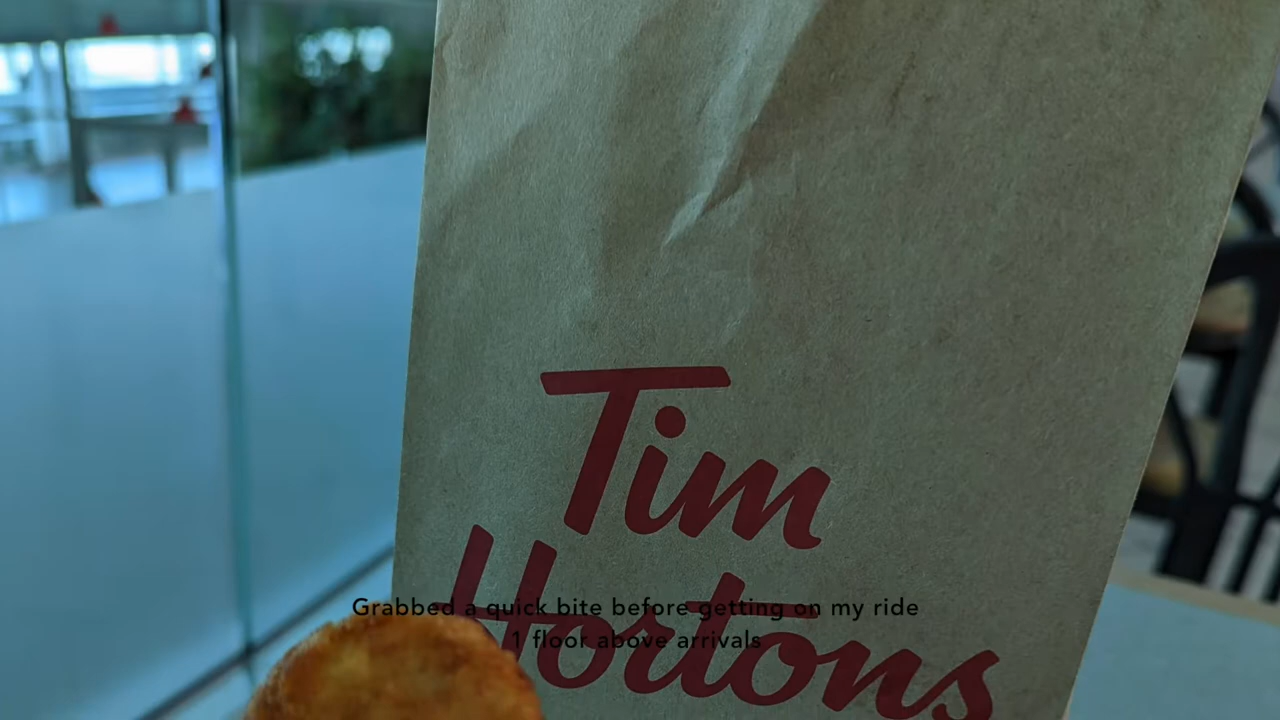 Tim
Hortons
Grabbed a quick bite before getting on my ride
1 floor above arrivals